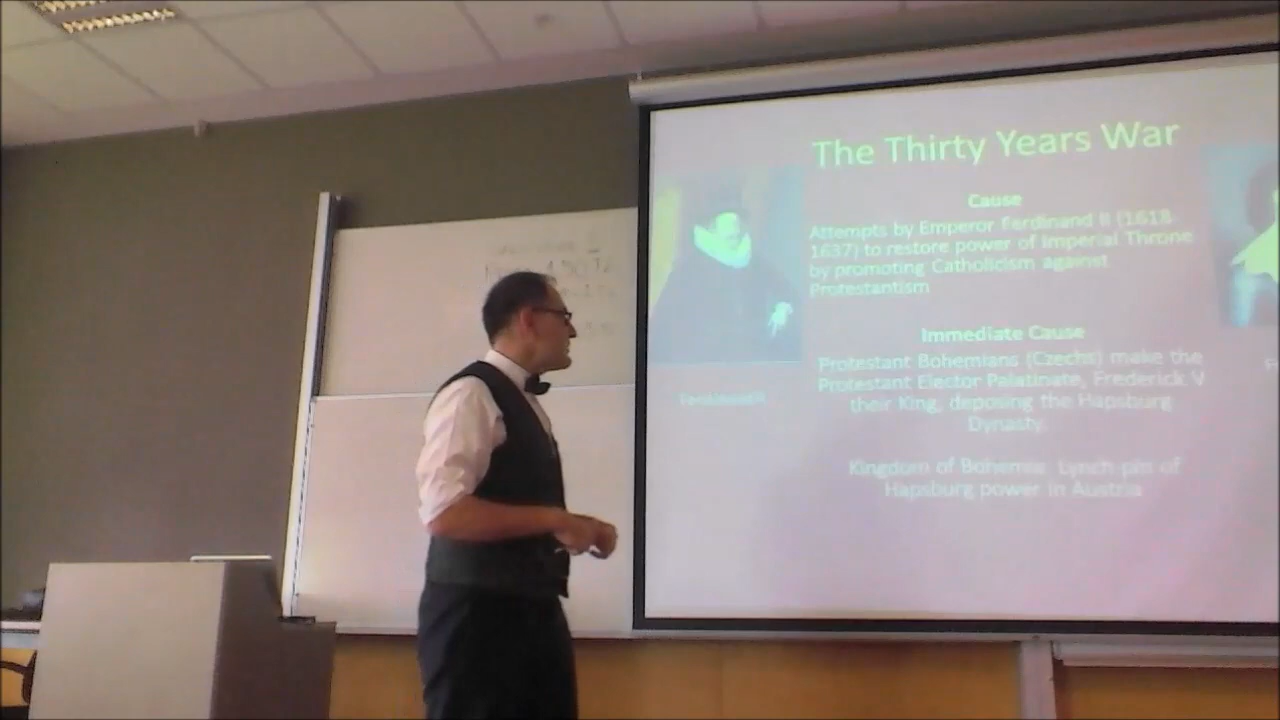 The Thirty Years War
Cause
Attempts by Emperor Ferdinand II (1618-
1637) to restore power of Imperial Throne
by promoting Catholicism against
Protestantism
Immediate Cause
Protestant Bohemians (Czechs) make the
Protestant Elector Palatinate, Frederick V
their King, deposing the Hapsburg
Dynasty.
Kingdom of Bohemia: Lynch-pin of
Hapsburg power in Austria
Ferdinand II